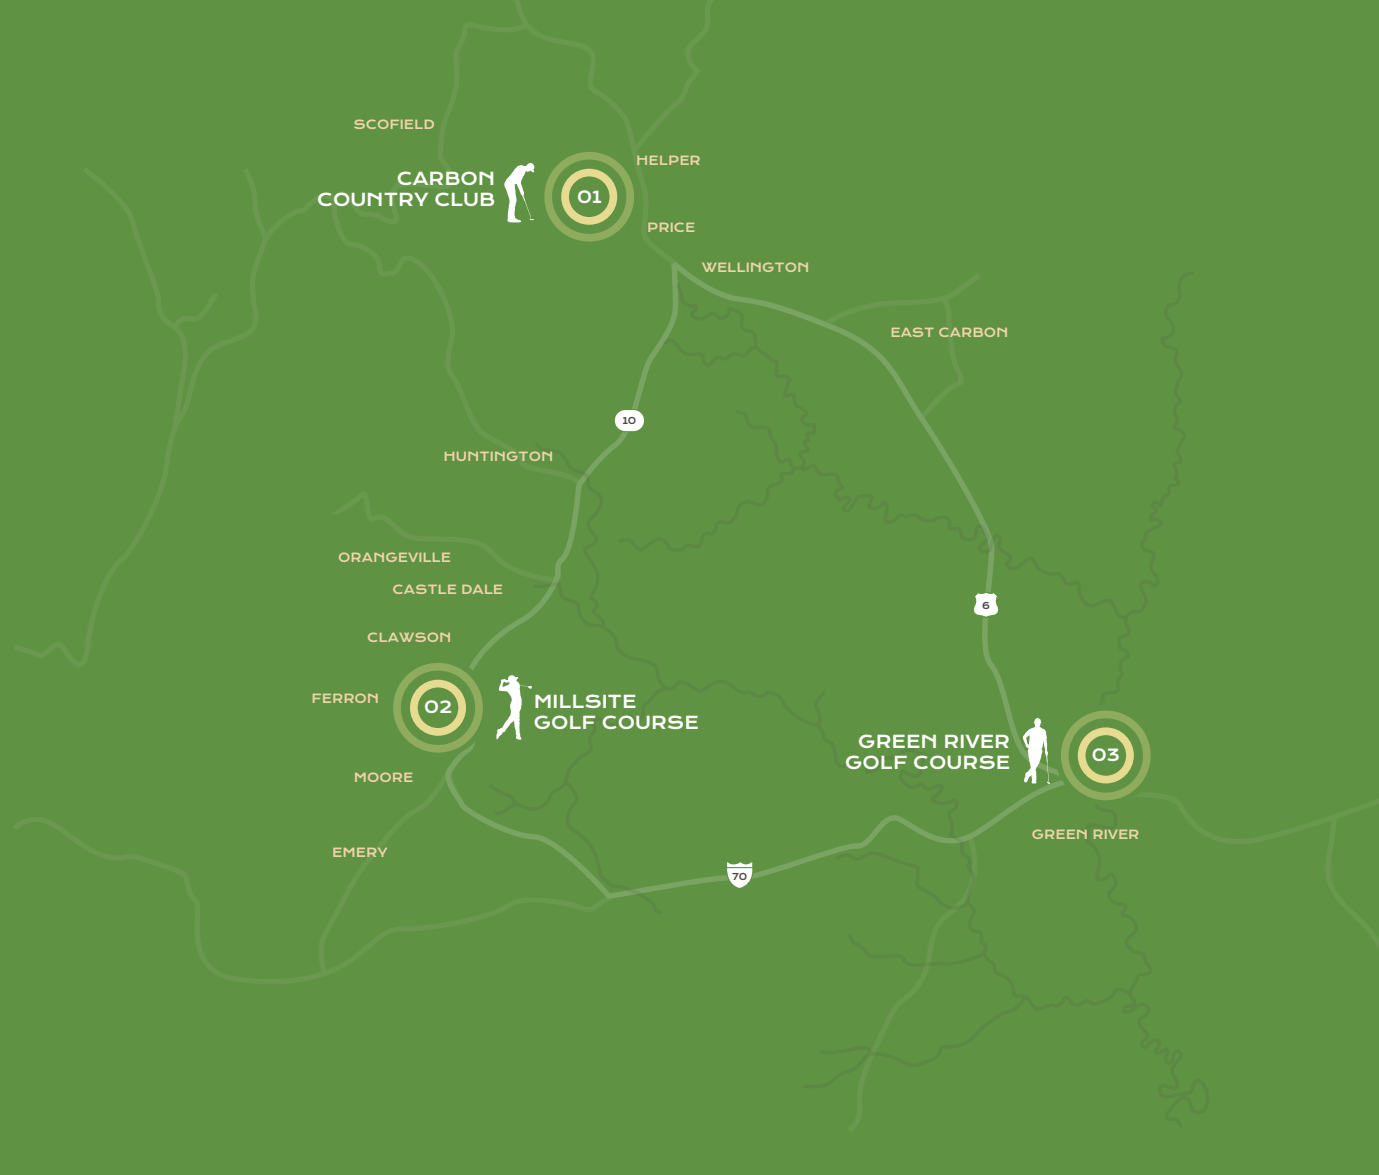 SCOFIELD
HELPER
CARBON
COUNTRY CLUB
01
PRICE
WELLINGTON
EAST CARBON
10
HUNTINGTON
ORANGEVILLE
CASTLE DALE
6
CLAWSON
FERRON
02
MILLSITE
GOLF COURSE
GREEN RIVER
GOLF COURSE
03
MOORE
GREEN RIVER
EMERY
70